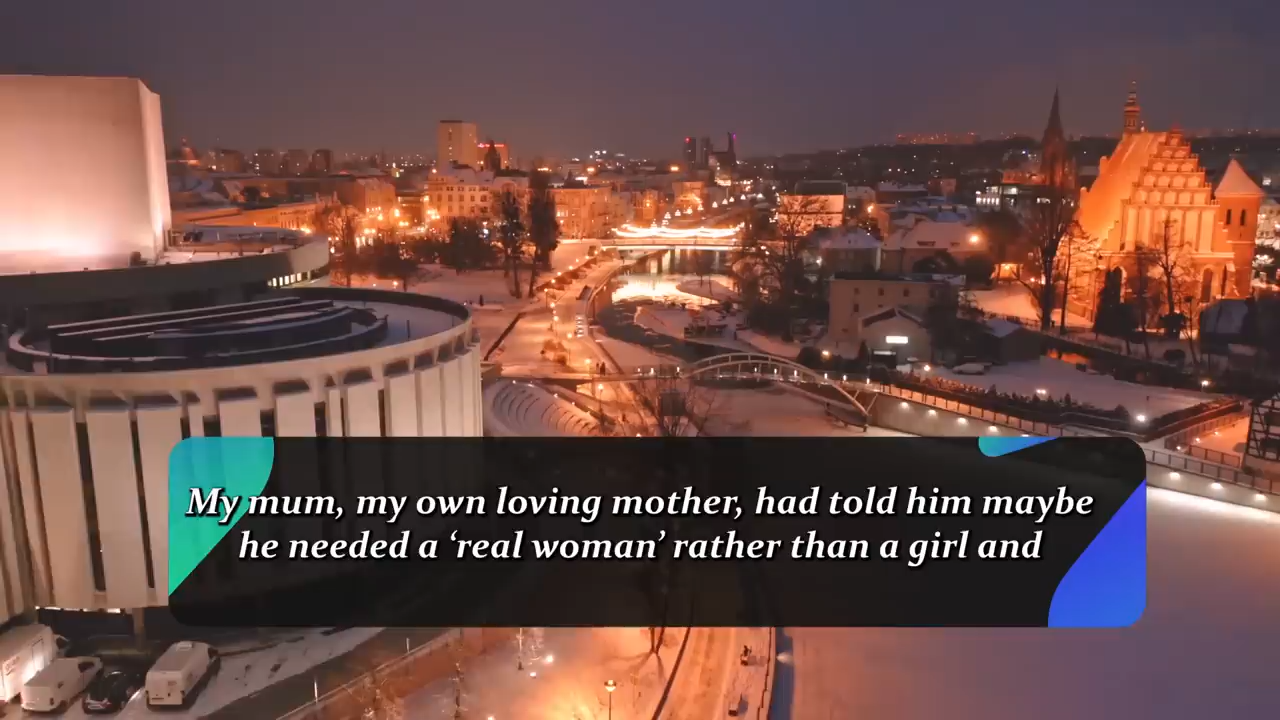 My mum, my own loving mother, had told him maybe
he needed a ‘real woman’ rather than a girl and